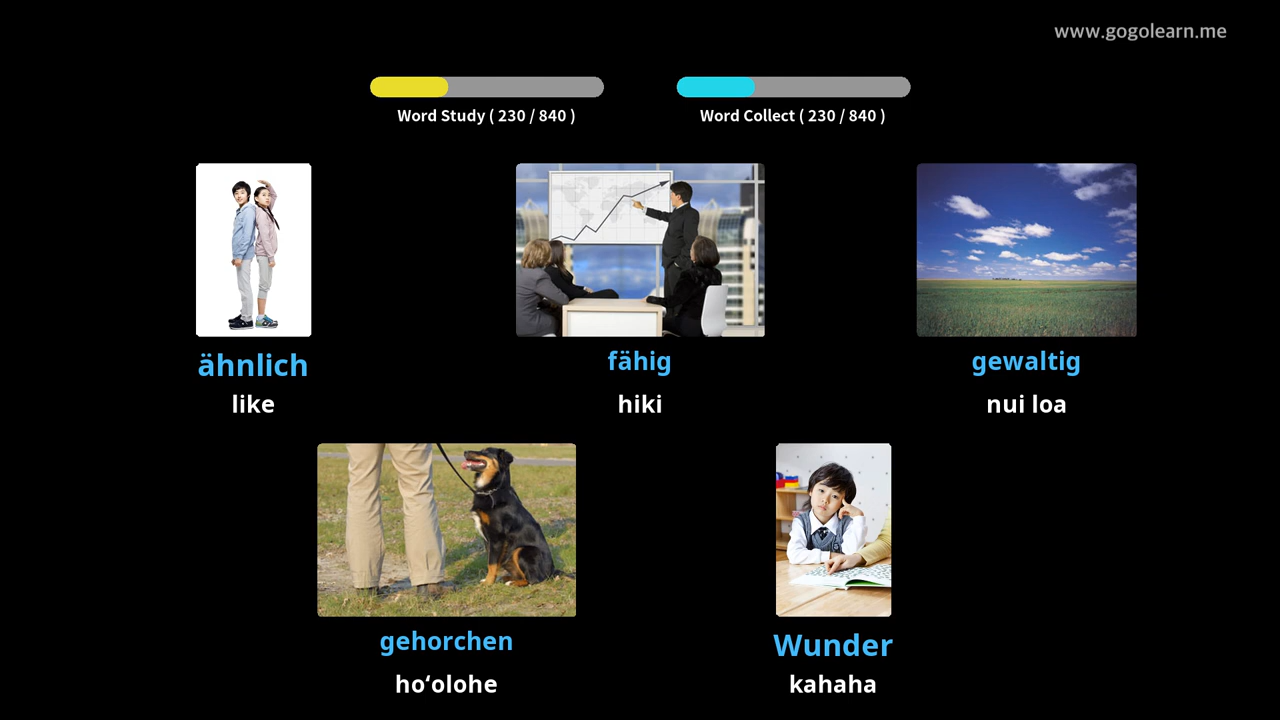 www.gogolearn.me
Word Study ( 230 / 840 )
Word Collect ( 230 / 840 )
ähnlich
like
fähig
hiki
gewaltig
nui loa
gehorchen
hoʻolohe
Wunder
kahaha